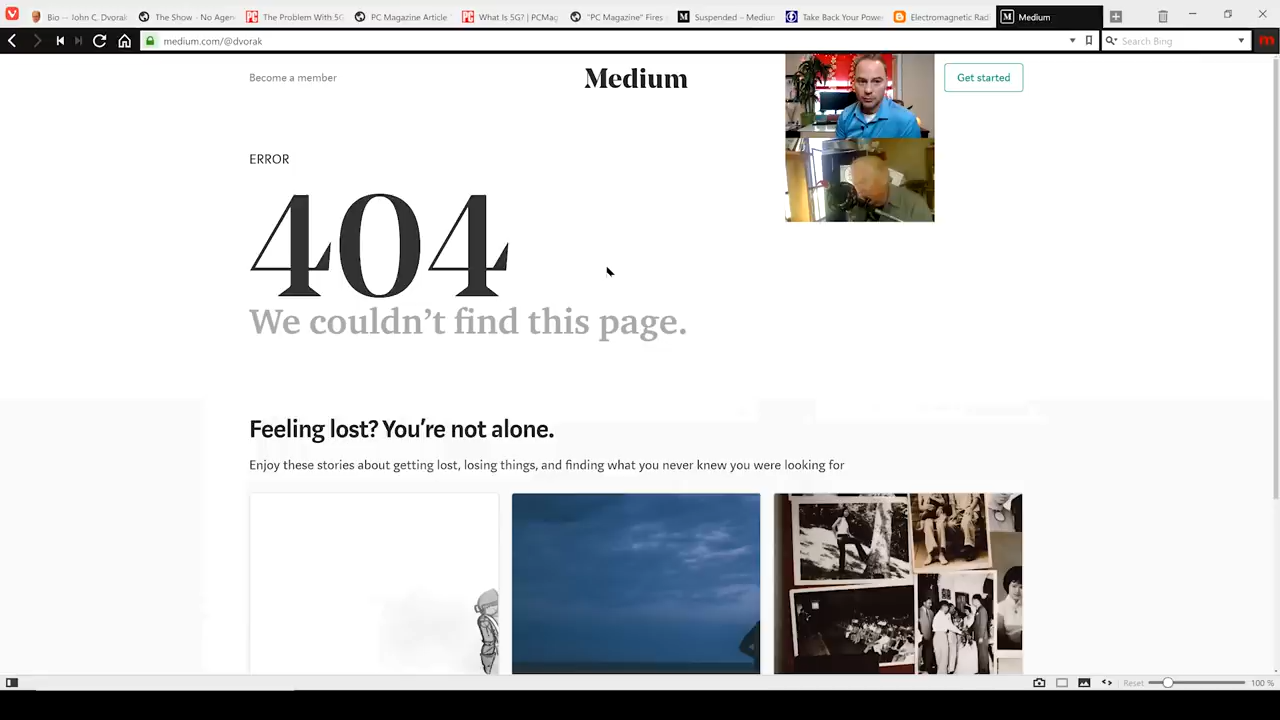 Bio — John C. Dvorak
The Show - No Agen
The Problem With 5G
PC Magazine Article
What Is 5G? | PCMag
"PC Magazine" Fires
Suspended – Medium
Take Back Your Power
Electromagnetic Radi
Medium
medium.com/@dvorak
Search Bing
Become a member
Medium
Get started
ERROR
404
We couldn't find this page.
Feeling lost? You're not alone.
Enjoy these stories about getting lost, losing things, and finding what you never knew you were looking for
Reset
100 %